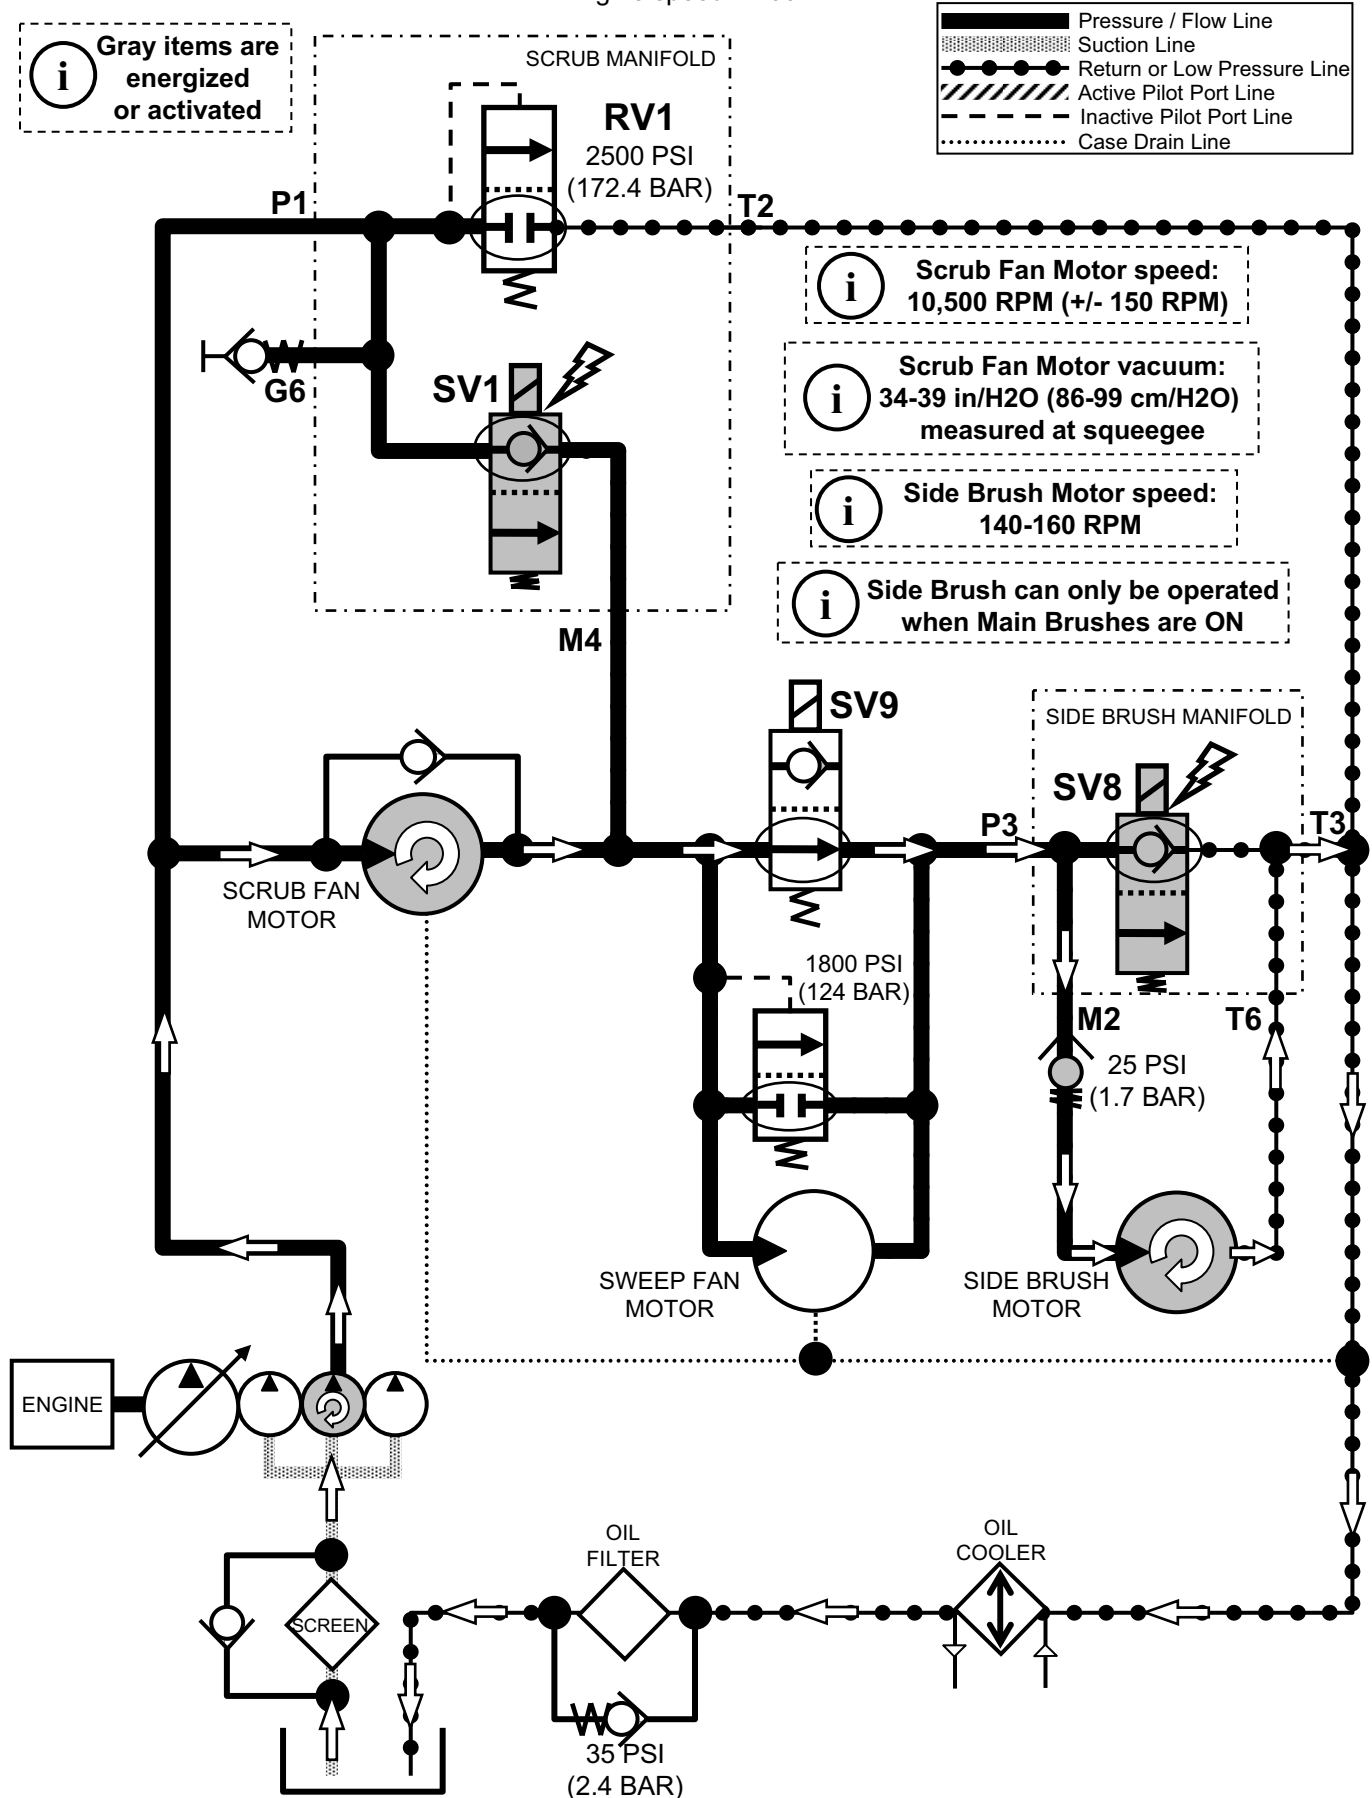 Pressure / Flow Line
Suction Line
Return or Low Pressure Line
Active Pilot Port Line
Inactive Pilot Port Line
Case Drain Line
i
Gray items are
energized
or activated
SCRUB MANIFOLD
RV1
2500 PSI
(172.4 BAR)
P1
T2
i
Scrub Fan Motor speed:
10,500 RPM (+/- 150 RPM)
i
Scrub Fan Motor vacuum:
34-39 in/H2O (86-99 cm/H2O)
measured at squeegee
G6
SV1
i
Side Brush Motor speed:
140-160 RPM
i
Side Brush can only be operated
when Main Brushes are ON
M4
SV9
SIDE BRUSH MANIFOLD
SV8
P3
T3
SCRUB FAN
MOTOR
1800 PSI
(124 BAR)
M2
T6
25 PSI
(1.7 BAR)
SWEEP FAN
MOTOR
SIDE BRUSH
MOTOR
ENGINE
OIL
FILTER
OIL
COOLER
SCREEN
35 PSI
(2.4 BAR)